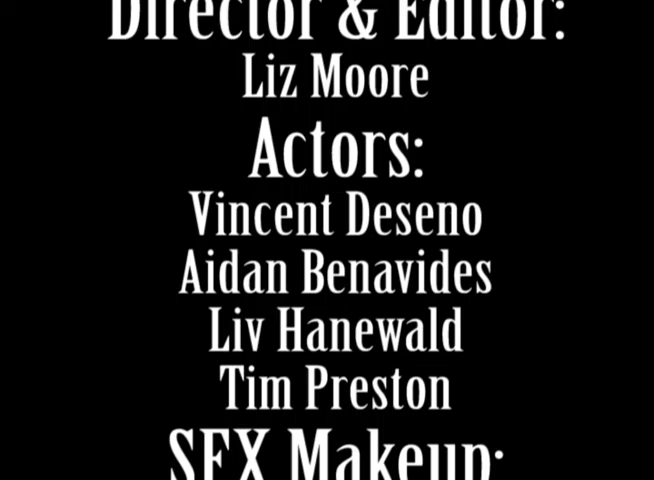 Director & Editor:
Liz Moore
Actors:
Vincent Deseno
Aidan Benavides
Liv Hanewald
Tim Preston
SFX Makeup: